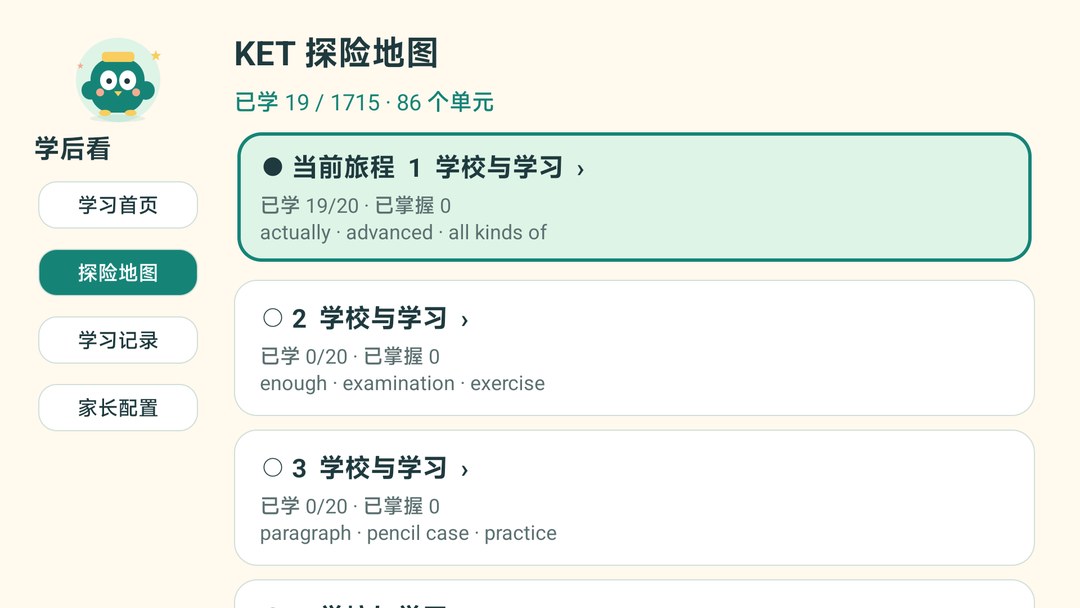 学后看
学习首页
探险地图
学习记录
家长配置
KET 探险地图
已学 19 / 1715 · 86 个单元
● 当前旅程 1 学校与学习 ›
已学 19/20 · 已掌握 0
actually · advanced · all kinds of
○ 2 学校与学习 ›
已学 0/20 · 已掌握 0
enough · examination · exercise
○ 3 学校与学习 ›
已学 0/20 · 已掌握 0
paragraph · pencil case · practice